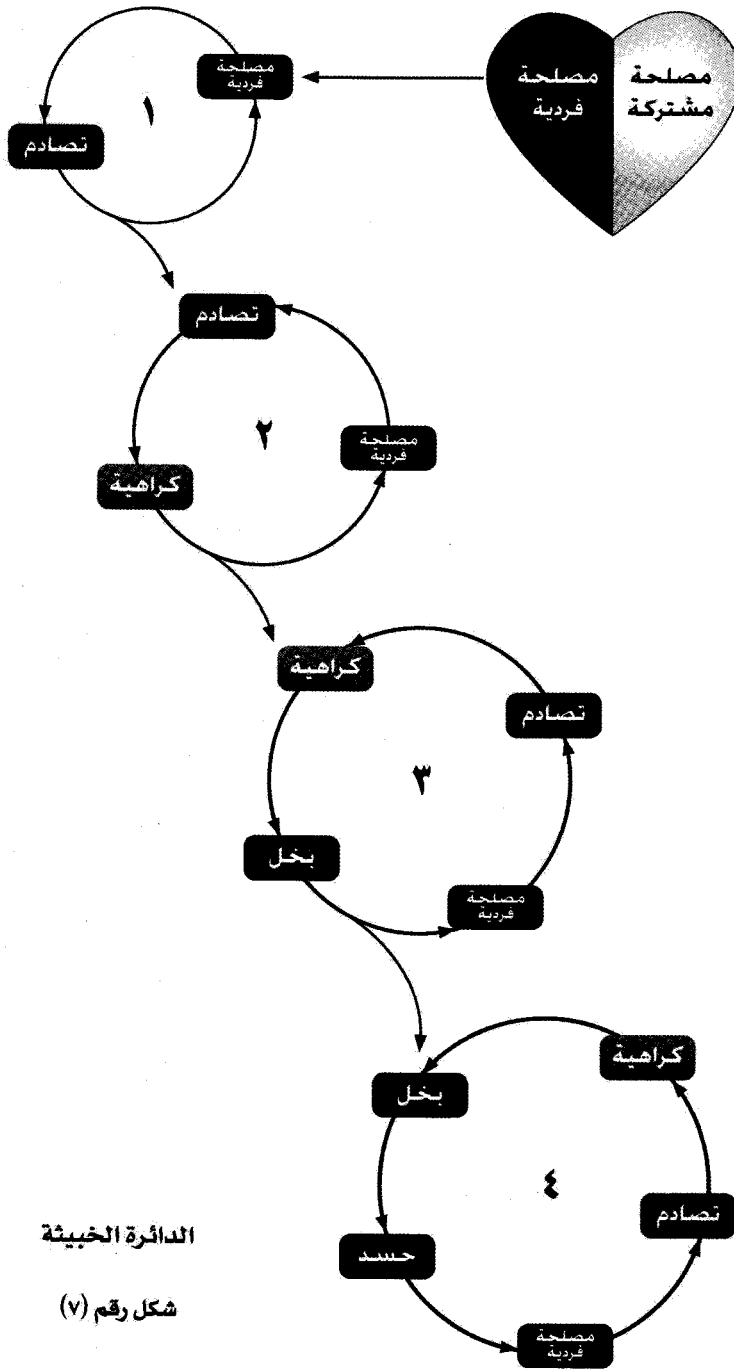 مصلحة
مشتركة
مصلحة
فردية
مصلحة
فردية
١
تصادم
تصادم
٢
مصلحة
فردية
كراهية
كراهية
تصادم
٣
بخل
مصلحة
فردية
كراهية
بخل
٤
تصادم
حسد
مصلحة
فردية
الدائرة الخبيثة
شكل رقم (٧)